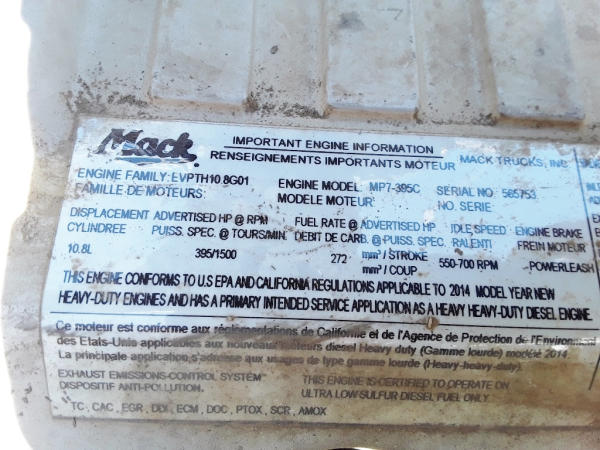 Mack
IMPORTANT ENGINE INFORMATION
RENSEIGNEMENTS IMPORTANTS MOTEUR MACK TRUCKS, INC
ENGINE FAMILY: EVPTH10.8G01 ENGINE MODEL: MP7-395C SERIAL NO: 565753
FAMILLE DE MOTEURS: MODELE MOTEUR: NO. SERIE
DISPLACEMENT ADVERTISED HP @ RPM FUEL RATE @ ADVERTISED HP IDLE SPEED ENGINE BRAKE
CYLINDREE PUISS. SPEC. @ TOURS/MIN. DEBIT DE CARB. @ PUISS. SPEC. RALENTI FREIN MOTEUR
10.8L 395/1500 272 mm³ / STROKE 550-700 RPM POWERLEASH
mm³ / COUP
THIS ENGINE CONFORMS TO U.S EPA AND CALIFORNIA REGULATIONS APPLICABLE TO 2014 MODEL YEAR NEW
HEAVY-DUTY ENGINES AND HAS A PRIMARY INTENDED SERVICE APPLICATION AS A HEAVY HEAVY-DUTY DIESEL ENGINE.
Ce moteur est conforme aux réglementations de Californie et de l'Agence de Protection de l'Environment
des Etats-Unis applicables aux nouveaux moteurs diesel Heavy duty (Gamme lourde) modèle 2014.
La principale application s'adresse aux usages de type gamme lourde (Heavy-heavy-duty).
EXHAUST EMISSIONS-CONTROL SYSTEM THIS ENGINE IS CERTIFIED TO OPERATE ON
DISPOSITIF ANTI-POLLUTION. ULTRA LOW SULFUR DIESEL FUEL ONLY
TC, CAC, EGR, DDI, ECM, DOC, PTOX, SCR, AMOX